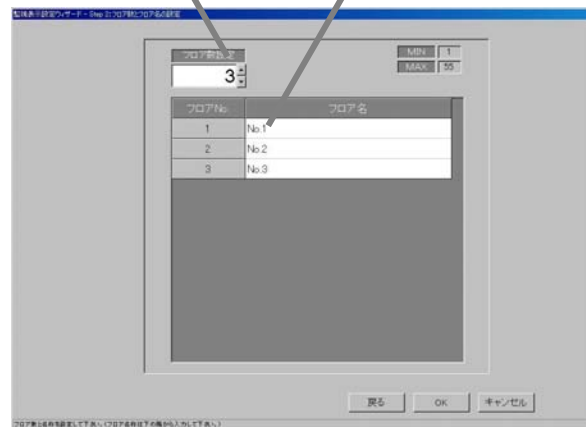 監視表示設定ウィザード - Step 2:フロア数とフロア名の設定
フロア数設定
3
MIN 1
MAX 55
フロアNo. フロア名
1 No.1
2 No.2
3 No.3
戻る OK キャンセル
フロア数と名称を設定して下さい。(フロア名称は下の階から入力して下さい。)